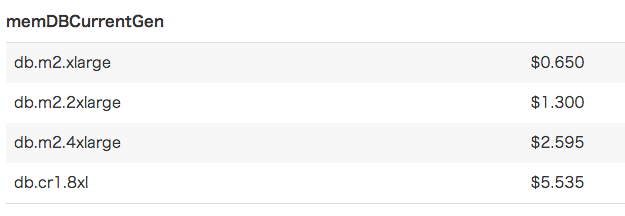 memDBCurrentGen
db.m2.xlarge $0.650
db.m2.2xlarge $1.300
db.m2.4xlarge $2.595
db.cr1.8xl $5.535